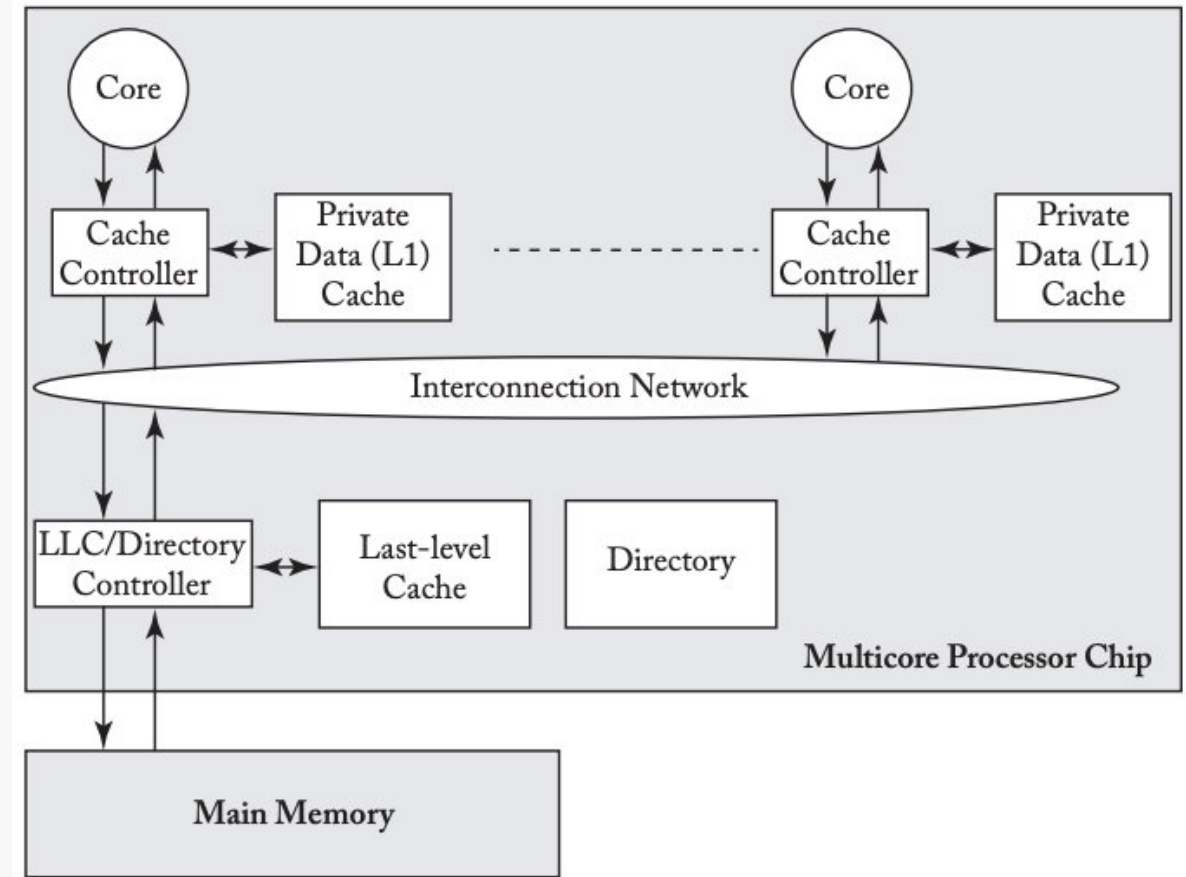 Core
Core
Cache
Controller
Private
Data (L1)
Cache
Cache
Controller
Private
Data (L1)
Cache
Interconnection Network
LLC/Directory
Controller
Last-level
Cache
Directory
Multicore Processor Chip
Main Memory